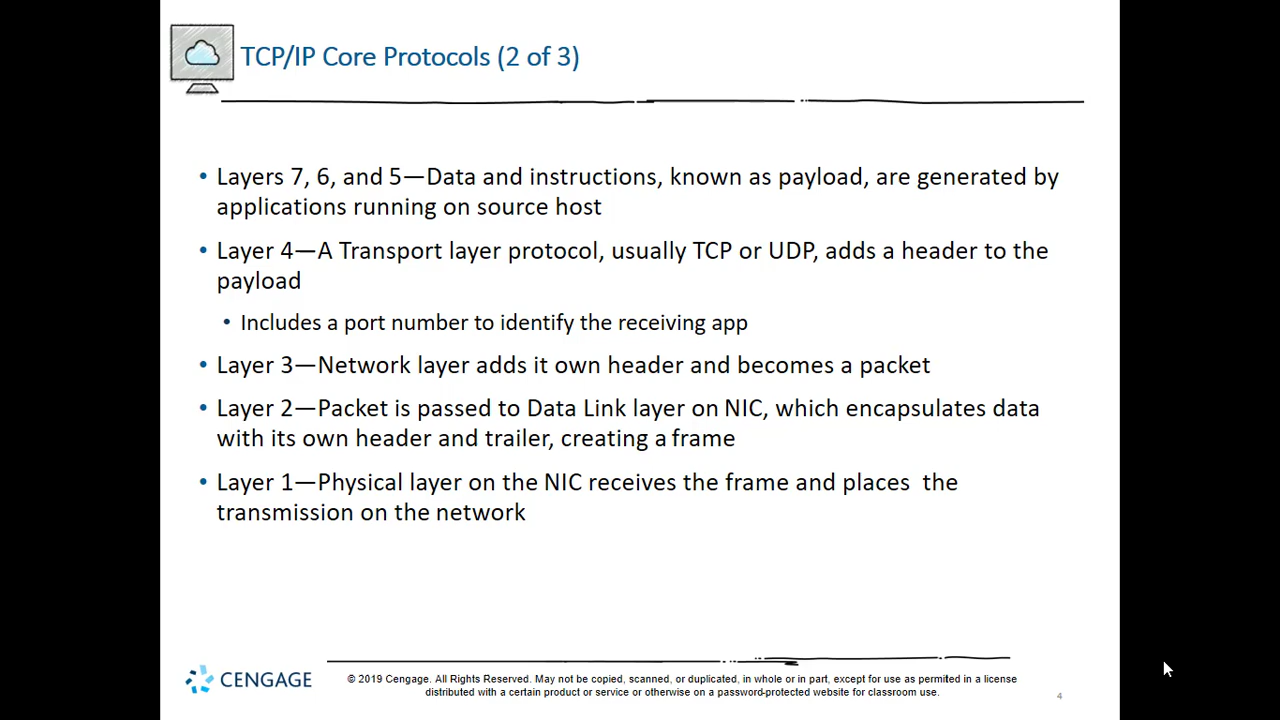 TCP/IP Core Protocols (2 of 3)
• Layers 7, 6, and 5—Data and instructions, known as payload, are generated by
applications running on source host
• Layer 4—A Transport layer protocol, usually TCP or UDP, adds a header to the
payload
• Includes a port number to identify the receiving app
• Layer 3—Network layer adds it own header and becomes a packet
• Layer 2—Packet is passed to Data Link layer on NIC, which encapsulates data
with its own header and trailer, creating a frame
• Layer 1—Physical layer on the NIC receives the frame and places  the
transmission on the network
CENGAGE
© 2019 Cengage. All Rights Reserved. May not be copied, scanned, or duplicated, in whole or in part, except for use as permitted in a license
distributed with a certain product or service or otherwise on a password-protected website for classroom use.
4